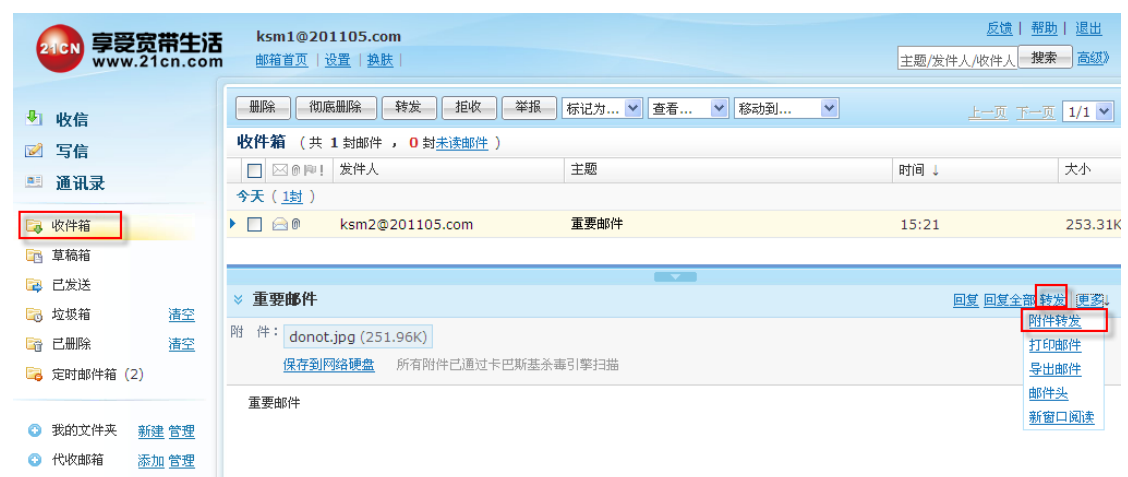 21CN 享受宽带生活
www.21cn.com
ksm1@201105.com
邮箱首页 | 设置 | 换肤 |
反馈 | 帮助 | 退出
主题/发件人/收件人 搜索 高级》
收信
写信
通讯录
收件箱
草稿箱
已发送
垃圾箱 清空
已删除 清空
定时邮件箱 (2)
我的文件夹 新建 管理
代收邮箱 添加 管理
删除 彻底删除 转发 拒收 举报 标记为... 查看... 移动到... 上一页 下一页 1/1
收件箱 (共 1 封邮件 , 0 封未读邮件 )
发件人 主题 时间 ↓ 大小
今天 ( 1封 )
ksm2@201105.com 重要邮件 15:21 253.31K
重要邮件 回复 回复全部 转发 更多↓
附 件: donot.jpg (251.96K)
保存到网络硬盘 所有附件已通过卡巴斯基杀毒引擎扫描
重要邮件
附件转发
打印邮件
导出邮件
邮件头
新窗口阅读